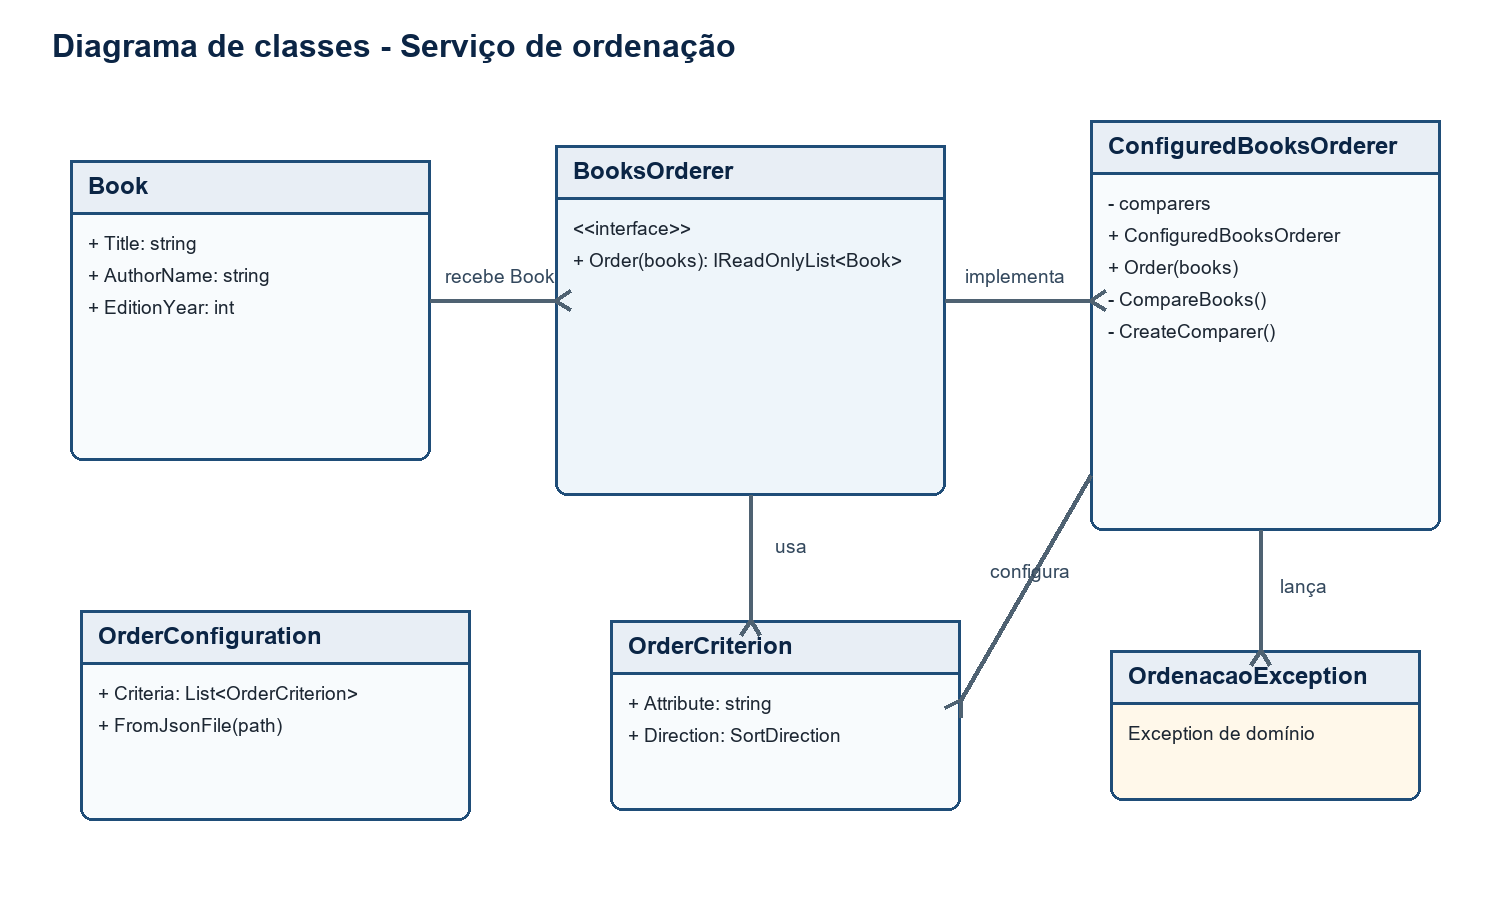 Diagrama de classes - Serviço de ordenação
Book
+ Title: string
+ AuthorName: string
+ EditionYear: int
recebe Book
BooksOrderer
<<interface>>
+ Order(books): IReadOnlyList<Book>
implementa
ConfiguredBooksOrderer
- comparers
+ ConfiguredBooksOrderer
+ Order(books)
- CompareBooks()
- CreateComparer()
usa
configura
lança
OrderConfiguration
+ Criteria: List<OrderCriterion>
+ FromJsonFile(path)
OrderCriterion
+ Attribute: string
+ Direction: SortDirection
OrdenacaoException
Exception de domínio